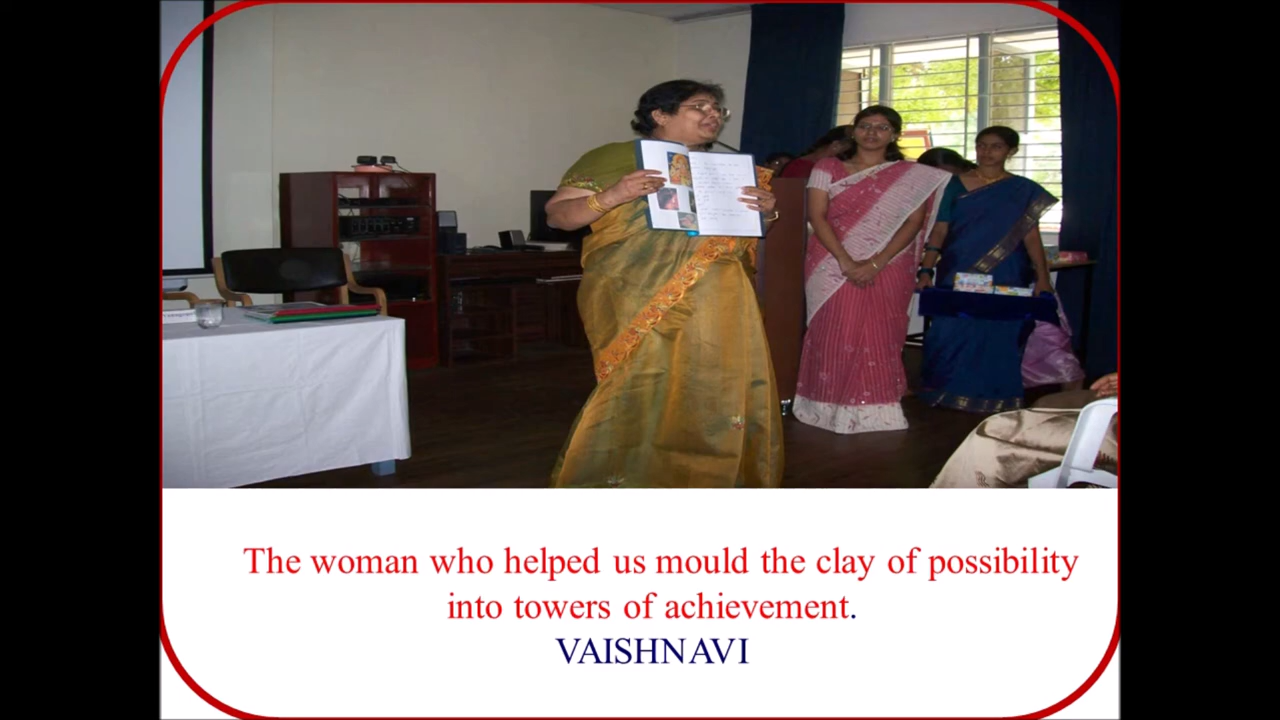 The woman who helped us mould the clay of possibility
into towers of achievement.
VAISHNAVI